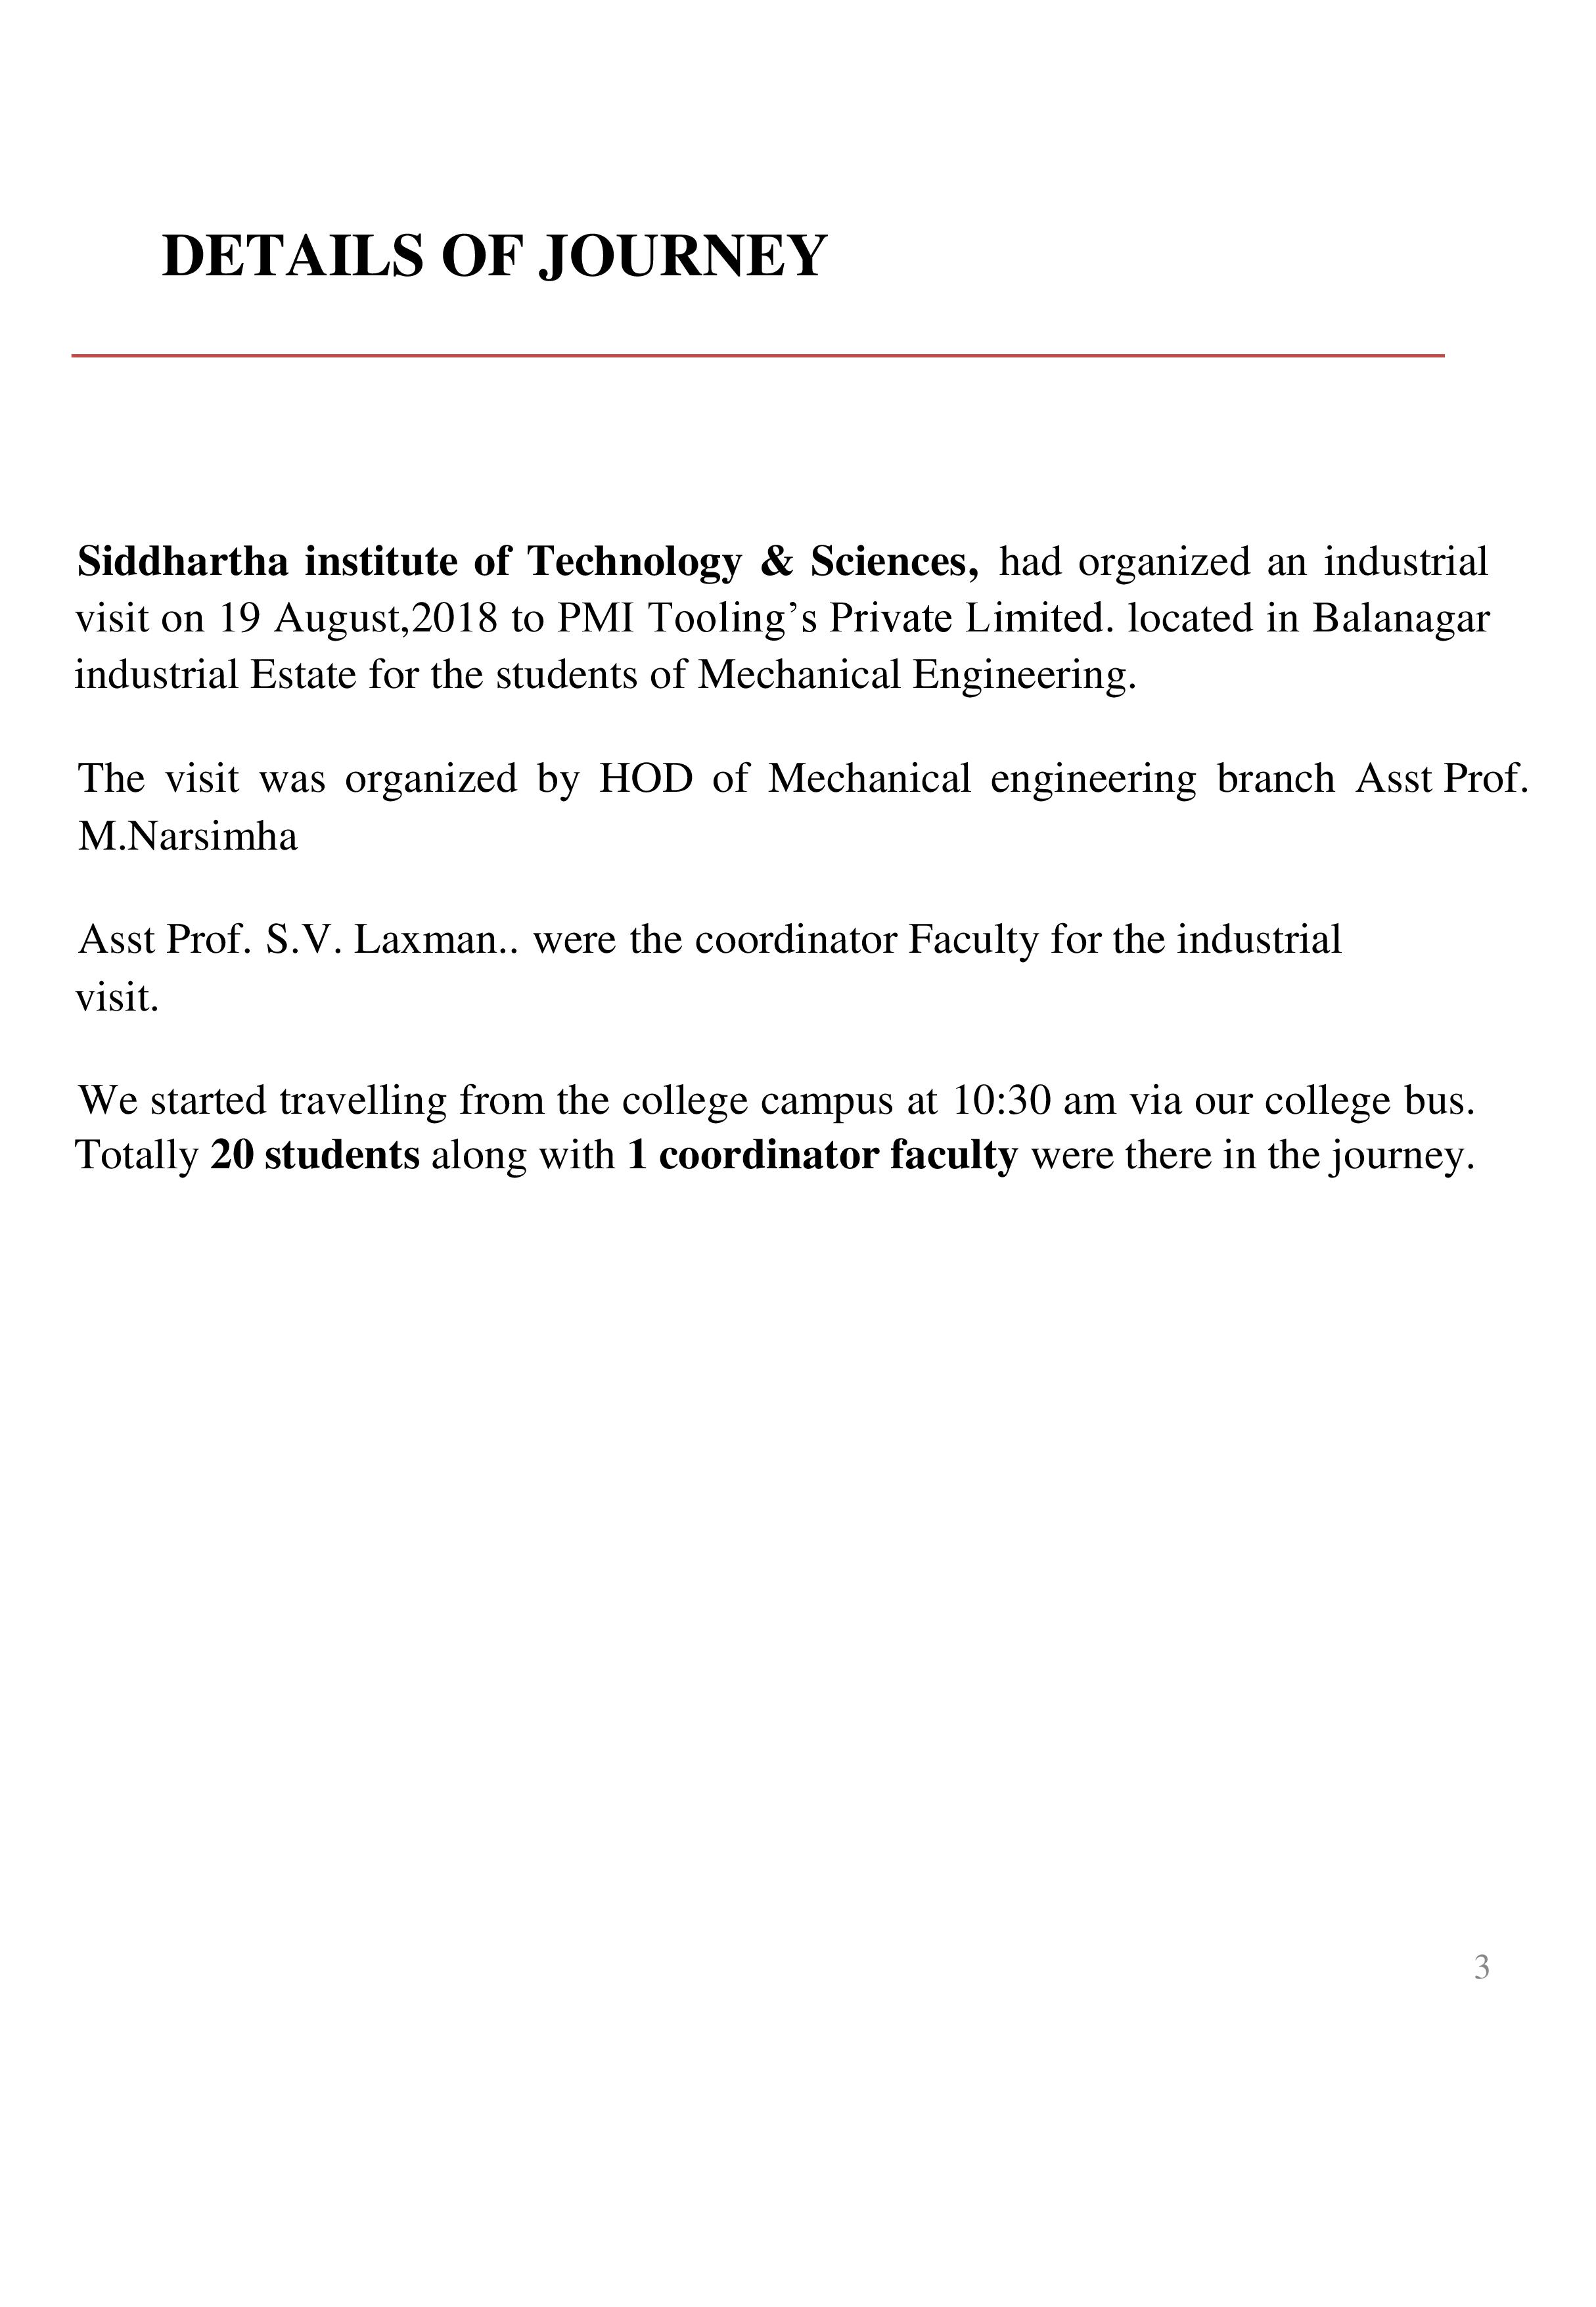 DETAILS OF JOURNEY
Siddhartha institute of Technology & Sciences, had organized an industrial
visit on 19 August,2018 to PMI Tooling’s Private Limited. located in Balanagar
industrial Estate for the students of Mechanical Engineering.
The visit was organized by HOD of Mechanical engineering branch Asst Prof.
M.Narsimha
Asst Prof. S.V. Laxman.. were the coordinator Faculty for the industrial
visit.
We started travelling from the college campus at 10:30 am via our college bus.
Totally 20 students along with 1 coordinator faculty were there in the journey.
3